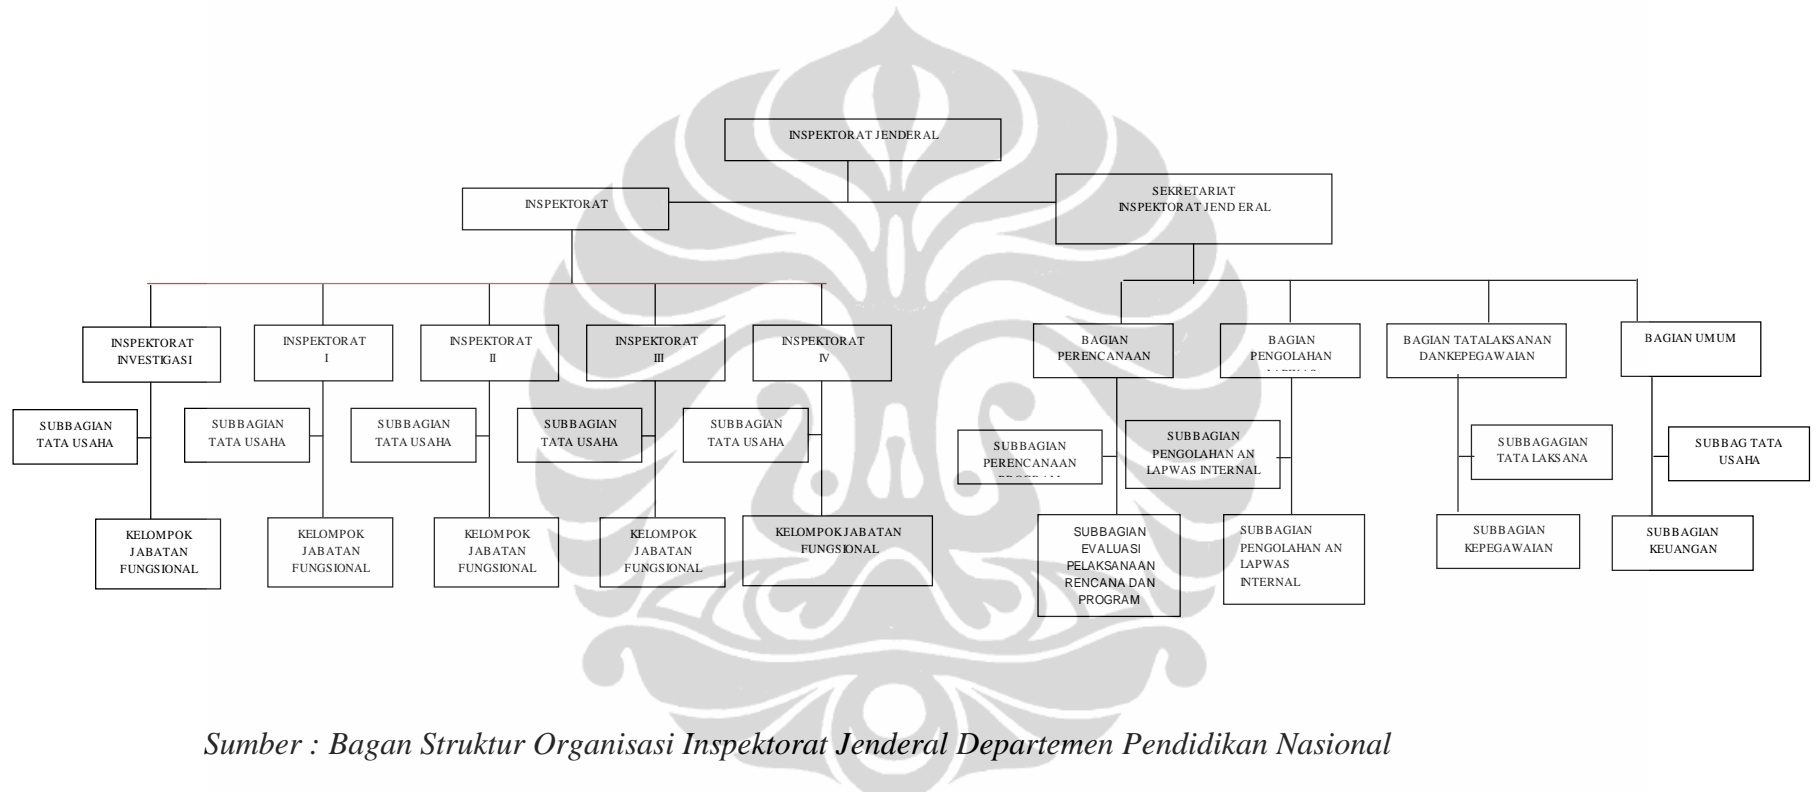 INSPEKTORAT JENDERAL
INSPEKTORAT
SEKRETARIAT
INSPEKTORAT JEND ERAL
INSPEKTORAT
INVESTIGASI
INSPEKTORAT
I
INSPEKTORAT
II
INSPEKTORAT
III
INSPEKTORAT
IV
BAGIAN
PERENCANAAN
BAGIAN
PENGOLAHAN
BAGIAN TATALAKSANAN
DANKEPEGAWAIAN
BAGIAN UMUM
SUBBAGIAN
TATA USAHA
SUBBAGIAN
TATA USAHA
SUBBAGIAN
TATA USAHA
SUBBAGIAN
TATA USAHA
SUBBAGIAN
TATA USAHA
SUBBAGIAN
PERENCANAAN
PROGRAM
SUBBAGIAN
PENGOLAHAN AN
LAPWAS INTERNAL
SUBBAGAGIAN
TATA LAKSANA
SUBBAG TATA
USAHA
KELOMPOK
JABATAN
FUNGSIONAL
KELOMPOK
JABATAN
FUNGSIONAL
KELOMPOK
JABATAN
FUNGSIONAL
KELOMPOK
JABATAN
FUNGSIONAL
KELOMPOK JABATAN
FUNGSIONAL
SUBBAGIAN
EVALUASI
PELAKSANAAN
RENCANA DAN
PROGRAM
SUBBAGIAN
PENGOLAHAN AN
LAPWAS
INTERNAL
SUBBAGIAN
KEPEGAWAIAN
SUBBAGIAN
KEUANGAN
Sumber : Bagan Struktur Organisasi Inspektorat Jenderal Departemen Pendidikan Nasional